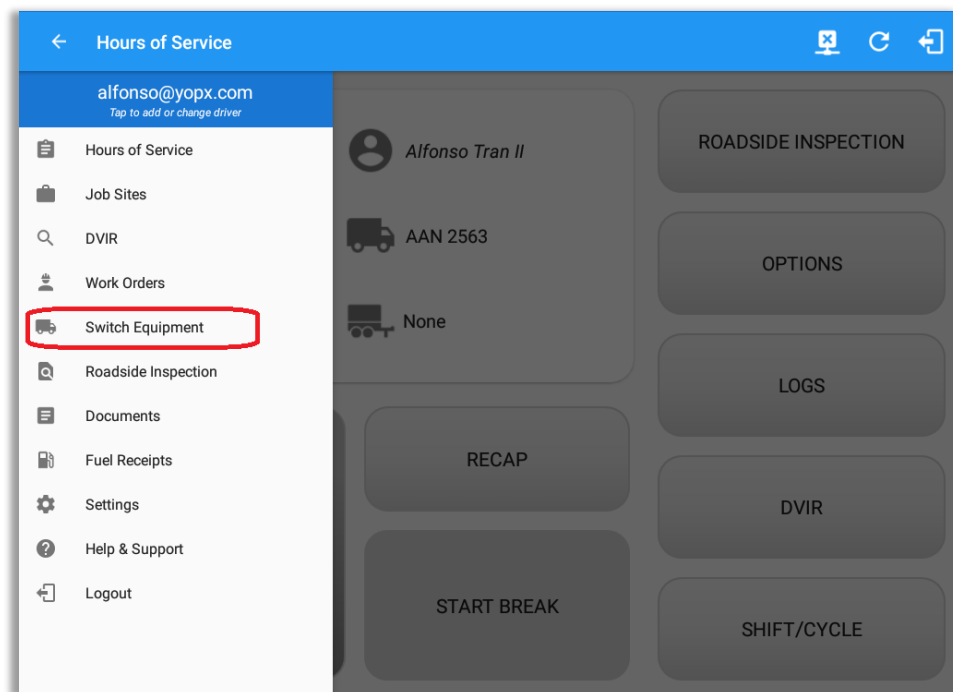 Hours of Service
alfonso@yopx.com
Tap to add or change driver
Hours of Service
Job Sites
DVIR
Work Orders
Switch Equipment
Roadside Inspection
Documents
Fuel Receipts
Settings
Help & Support
Logout
Alfonso Tran II
AAN 2563
None
RECAP
START BREAK
ROADSIDE INSPECTION
OPTIONS
LOGS
DVIR
SHIFT/CYCLE